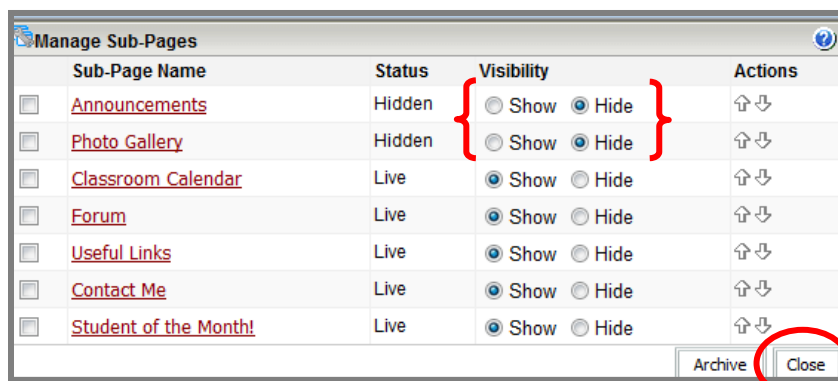 Manage Sub-Pages ?
Sub-Page Name Status Visibility Actions
Announcements Hidden Show Hide
Photo Gallery Hidden Show Hide
Classroom Calendar Live Show Hide
Forum Live Show Hide
Useful Links Live Show Hide
Contact Me Live Show Hide
Student of the Month! Live Show Hide
Archive Close